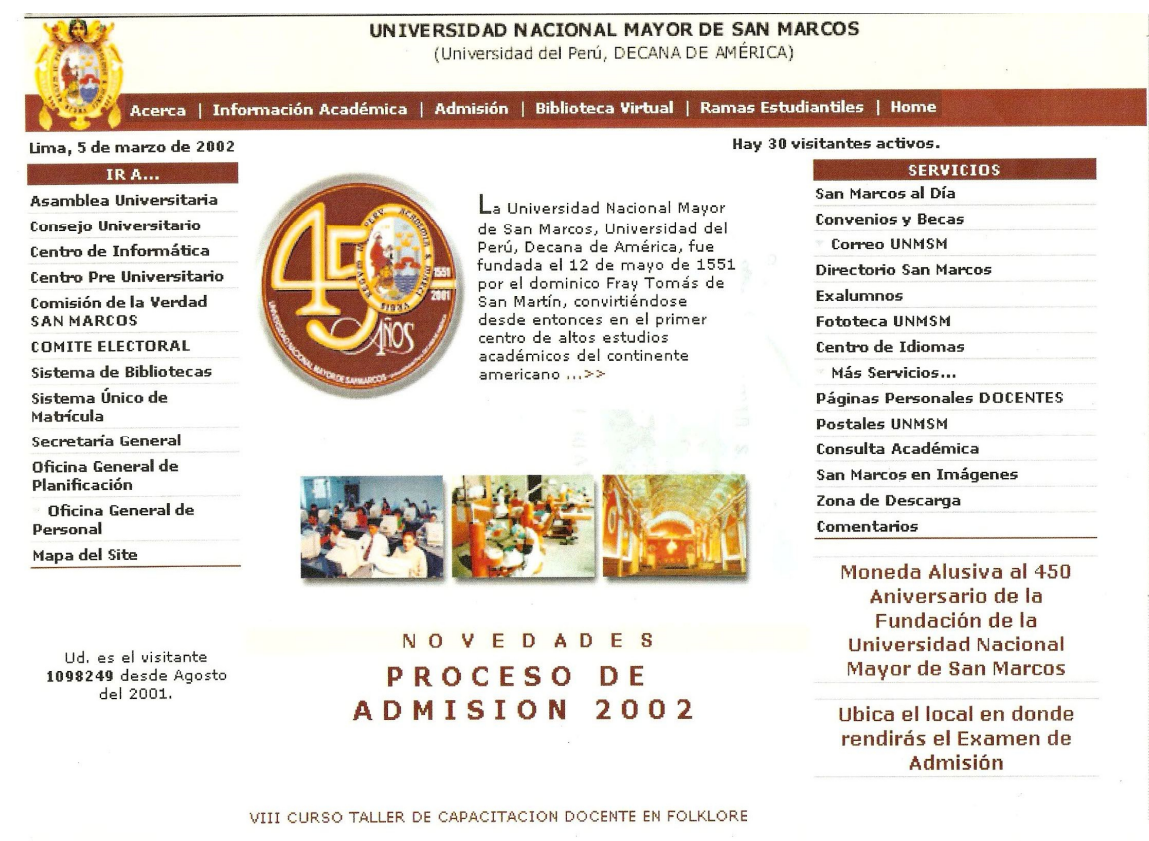 UNIVERSIDAD NACIONAL MAYOR DE SAN MARCOS
(Universidad del Perú, DECANA DE AMÉRICA)
Acerca | Información Académica | Admisión | Biblioteca Virtual | Ramas Estudiantiles | Home
Lima, 5 de marzo de 2002
Hay 30 visitantes activos.
IR A...
Asamblea Universitaria
Consejo Universitario
Centro de Informática
Centro Pre Universitario
Comisión de la Verdad
SAN MARCOS
COMITE ELECTORAL
Sistema de Bibliotecas
Sistema Único de
Matrícula
Secretaría General
Oficina General de
Planificación
Oficina General de
Personal
Mapa del Site
Ud. es el visitante
1098249 desde Agosto
del 2001.
450
AÑOS
1551
2001
UNIVERSIDAD NACIONAL MAYOR DE SAN MARCOS
La Universidad Nacional Mayor
de San Marcos, Universidad del
Perú, Decana de América, fue
fundada el 12 de mayo de 1551
por el dominico Fray Tomás de
San Martín, convirtiéndose
desde entonces en el primer
centro de altos estudios
académicos del continente
americano ...>>
NOVEDADES
PROCESO DE
ADMISION 2002
VIII CURSO TALLER DE CAPACITACION DOCENTE EN FOLKLORE
SERVICIOS
San Marcos al Día
Convenios y Becas
Correo UNMSM
Directorio San Marcos
Exalumnos
Fototeca UNMSM
Centro de Idiomas
Más Servicios...
Páginas Personales DOCENTES
Postales UNMSM
Consulta Académica
San Marcos en Imágenes
Zona de Descarga
Comentarios
Moneda Alusiva al 450
Aniversario de la
Fundación de la
Universidad Nacional
Mayor de San Marcos
Ubica el local en donde
rendirás el Examen de
Admisión